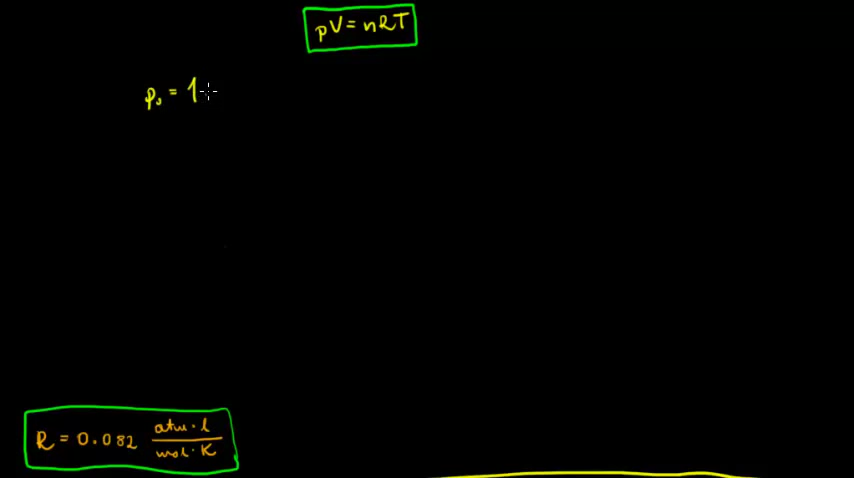 pV = nRT
p₀ = 1
R = 0.082 atm · l
mol · K